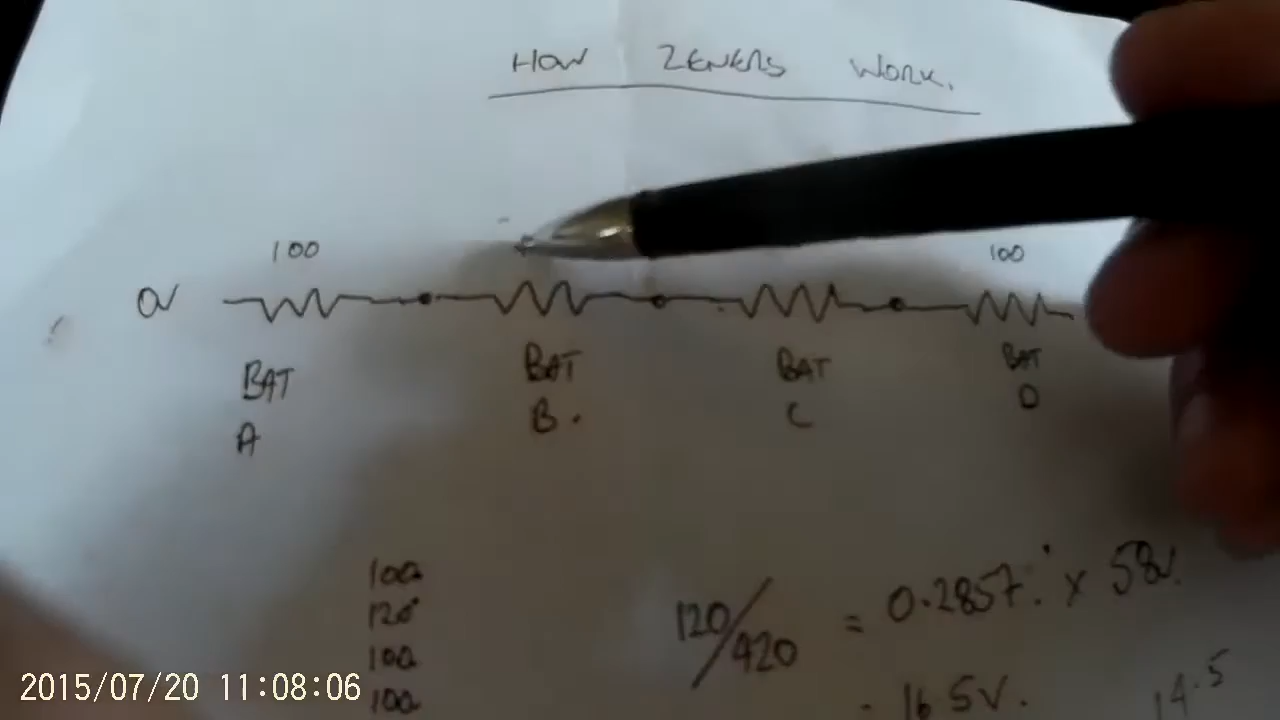 HOW ZENERS WORK.
100 100
0V
BAT BAT BAT BAT
A B. C D
100
120
100
100
120/420 = 0.2857. x 58V.
16.5V. 14.5
2015/07/20 11:08:06